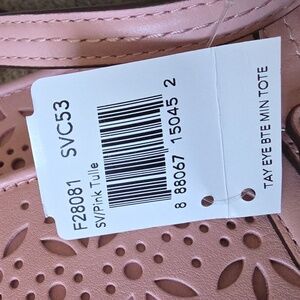 F28081 SVC53
SV/Pink Tulle
8 88067 15045 2
TAY EYE BTE MIN TOTE